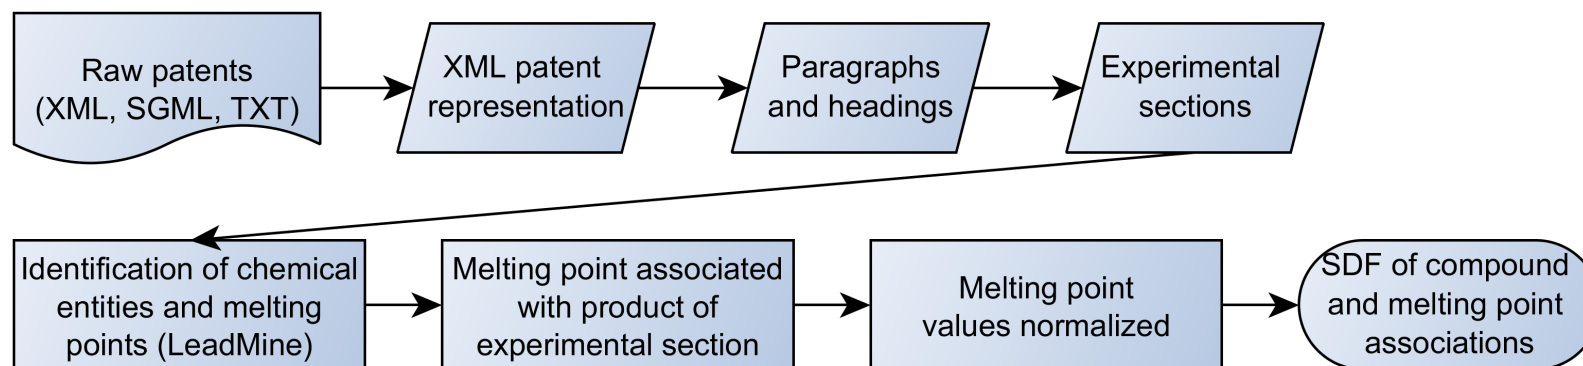 Raw patents
(XML, SGML, TXT)
XML patent
representation
Paragraphs
and headings
Experimental
sections
Identification of chemical
entities and melting
points (LeadMine)
Melting point associated
with product of
experimental section
Melting point
values normalized
SDF of compound
and melting point
associations